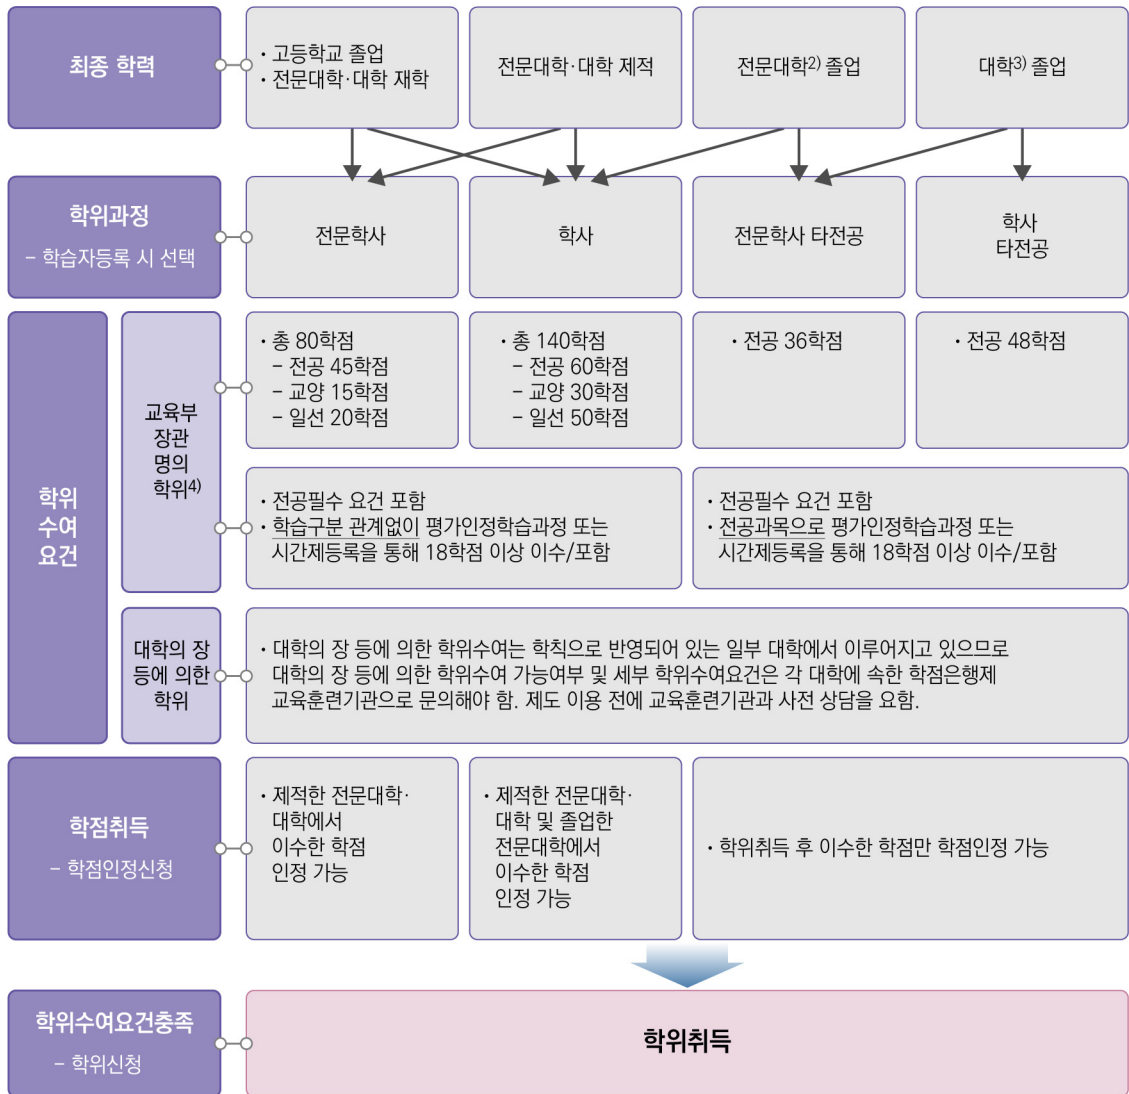 최종 학력
· 고등학교 졸업
· 전문대학·대학 재학
전문대학·대학 제적
전문대학2) 졸업
대학3) 졸업
학위과정
- 학습자등록 시 선택
전문학사
학사
전문학사 타전공
학사
타전공
학위
수여
요건
교육부
장관
명의
학위4)
· 총 80학점
- 전공 45학점
- 교양 15학점
- 일선 20학점
· 총 140학점
- 전공 60학점
- 교양 30학점
- 일선 50학점
· 전공 36학점
· 전공 48학점
· 전공필수 요건 포함
· 학습구분 관계없이 평가인정학습과정 또는
시간제등록을 통해 18학점 이상 이수/포함
· 전공필수 요건 포함
· 전공과목으로 평가인정학습과정 또는
시간제등록을 통해 18학점 이상 이수/포함
대학의 장
등에 의한
학위
· 대학의 장 등에 의한 학위수여는 학칙으로 반영되어 있는 일부 대학에서 이루어지고 있으므로
대학의 장 등에 의한 학위수여 가능여부 및 세부 학위수여요건은 각 대학에 속한 학점은행제
교육훈련기관으로 문의해야 함. 제도 이용 전에 교육훈련기관과 사전 상담을 요함.
학점취득
- 학점인정신청
· 제적한 전문대학·
대학에서
이수한 학점
인정 가능
· 제적한 전문대학·
대학 및 졸업한
전문대학에서
이수한 학점
인정 가능
· 학위취득 후 이수한 학점만 학점인정 가능
학위수여요건충족
- 학위신청
학위취득